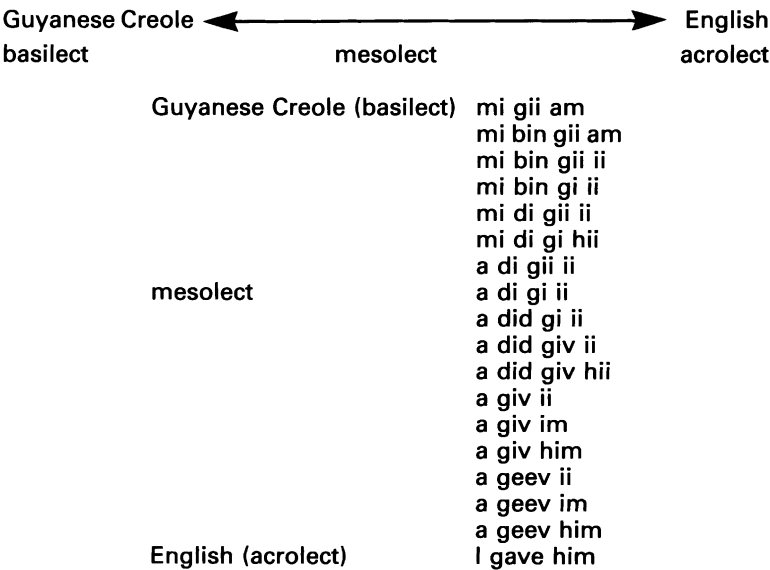 Guyanese Creole English
basilect mesolect acrolect
Guyanese Creole (basilect) mi gii am
mi bin gii am
mi bin gii ii
mi bin gi ii
mi di gii ii
mi di gi hii
a di gii ii
mesolect a di gi ii
a did gi ii
a did giv ii
a did giv hii
a giv ii
a giv im
a giv him
a geev ii
a geev im
a geev him
English (acrolect) I gave him